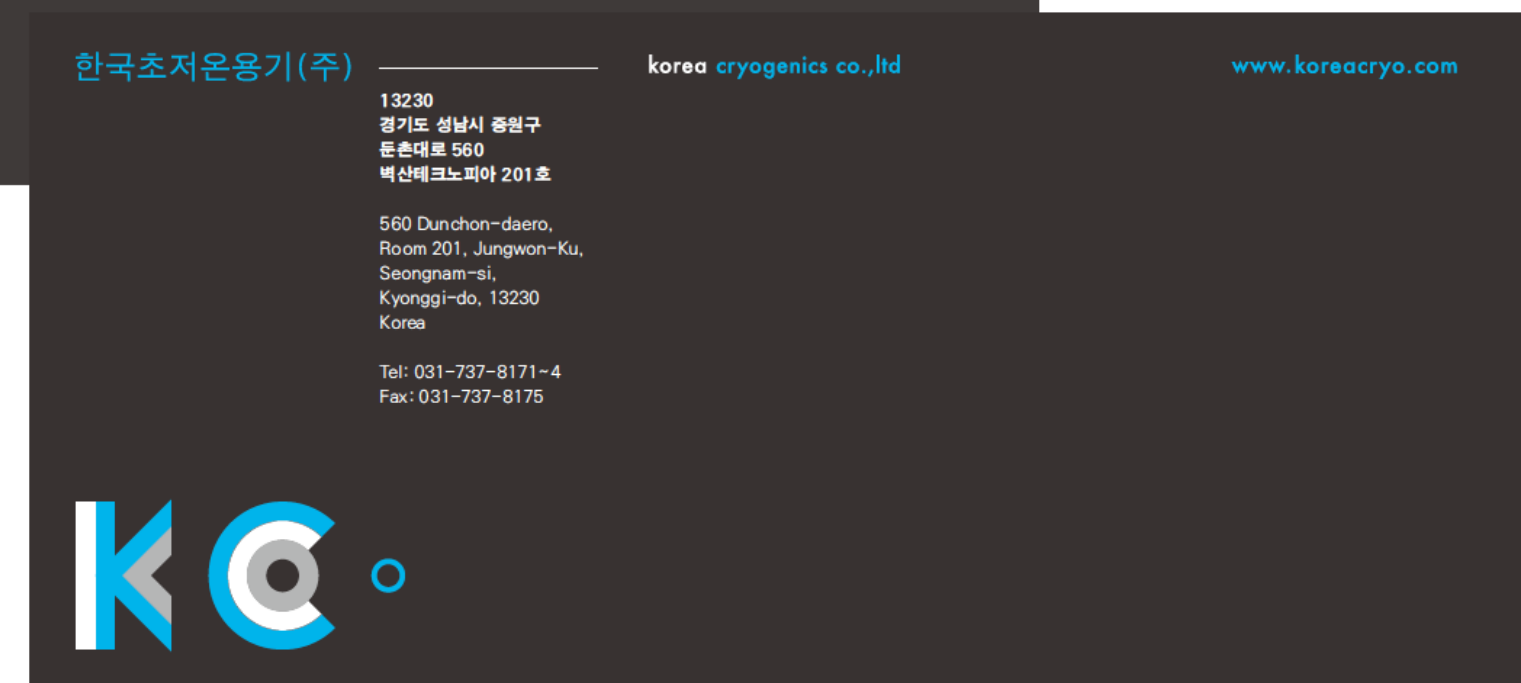 한국초저온용기(주)
korea cryogenics co.,ltd
www.koreacryo.com
13230
경기도 성남시 중원구
둔촌대로 560
벽산테크노피아 201호
560 Dunchon-daero,
Room 201, Jungwon-Ku,
Seongnam-si,
Kyonggi-do, 13230
Korea
Tel: 031-737-8171~4
Fax: 031-737-8175
KC